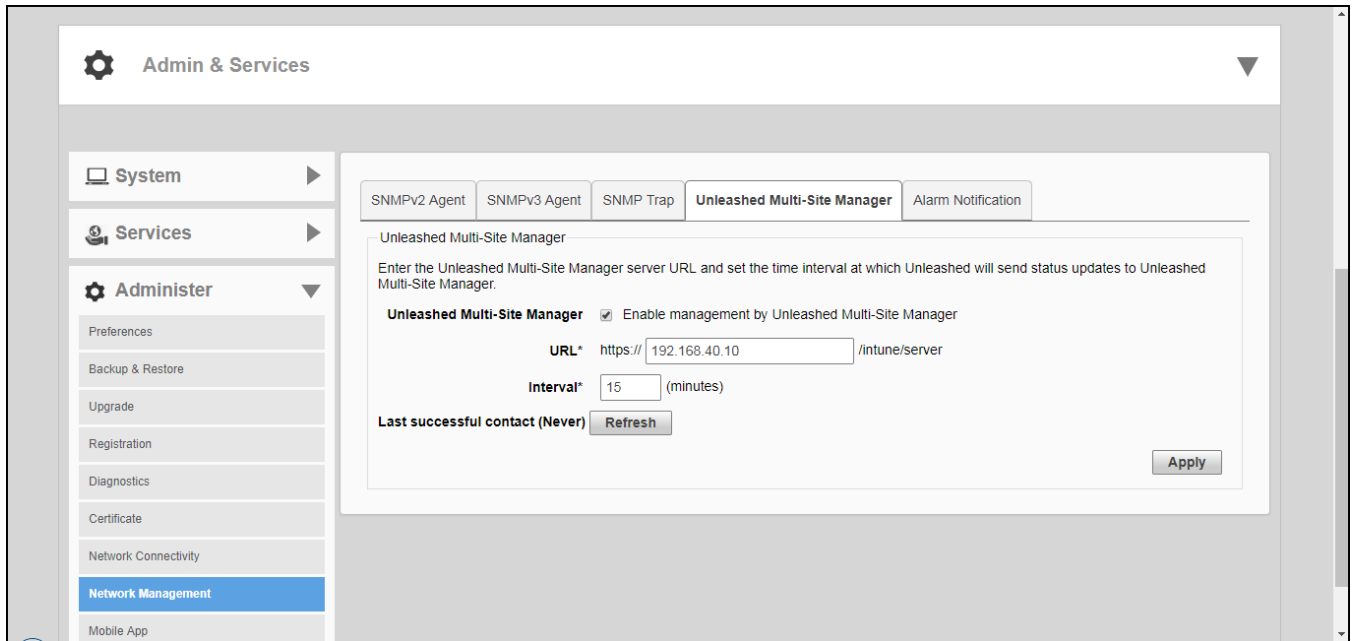 Admin & Services
System
Services
Administer
Preferences
Backup & Restore
Upgrade
Registration
Diagnostics
Certificate
Network Connectivity
Network Management
Mobile App
SNMPv2 Agent
SNMPv3 Agent
SNMP Trap
Unleashed Multi-Site Manager
Alarm Notification
Unleashed Multi-Site Manager
Enter the Unleashed Multi-Site Manager server URL and set the time interval at which Unleashed will send status updates to Unleashed
Multi-Site Manager.
Unleashed Multi-Site Manager Enable management by Unleashed Multi-Site Manager
URL* https:// 192.168.40.10 /intune/server
Interval* 15 (minutes)
Last successful contact (Never) Refresh
Apply